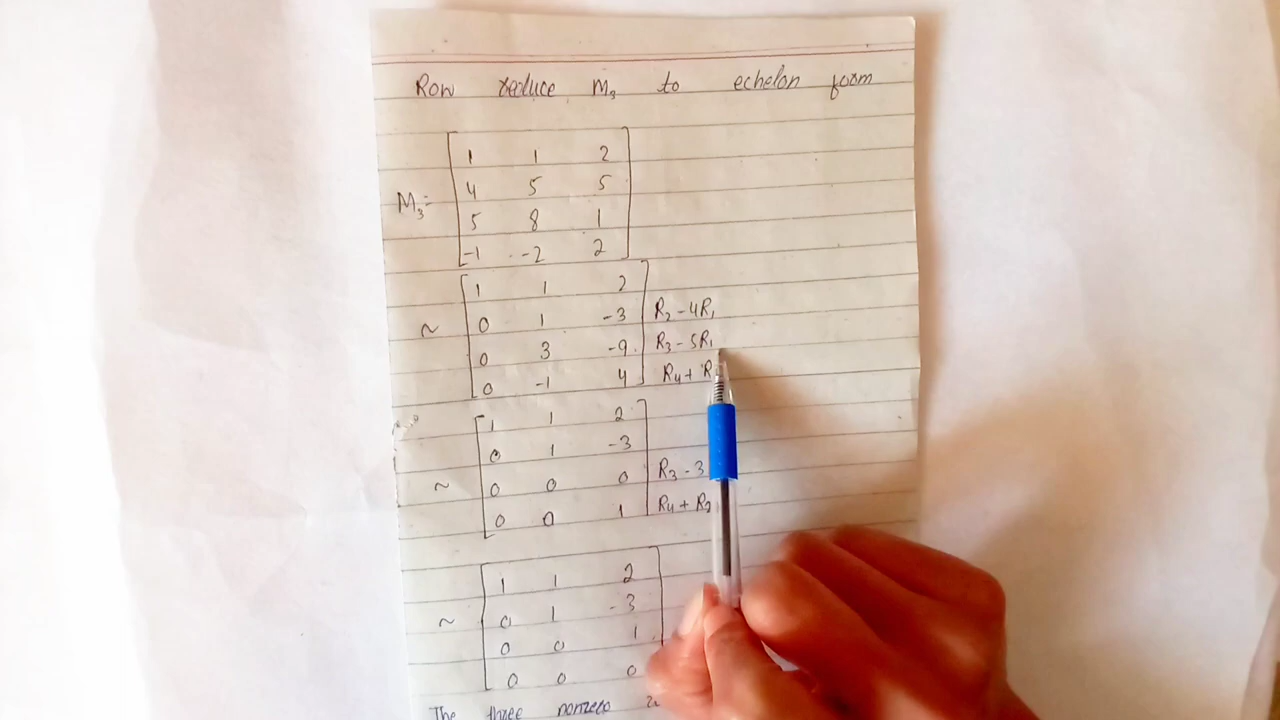 Row reduce M3 to echelon form
1 1 2
4 5 5
M3= 5 8 1
-1 -2 2
1 1 2
~ 0 1 -3 R2 - 4R1
0 3 -9 R3 - 5R1
0 -1 4 R4 + R
1 1 2
0 1 -3
~ 0 0 0 R3 - 3
0 0 1 R4 + R2
1 1 2
~ 0 1 -3
0 0 1
0 0 0
The three nonzero